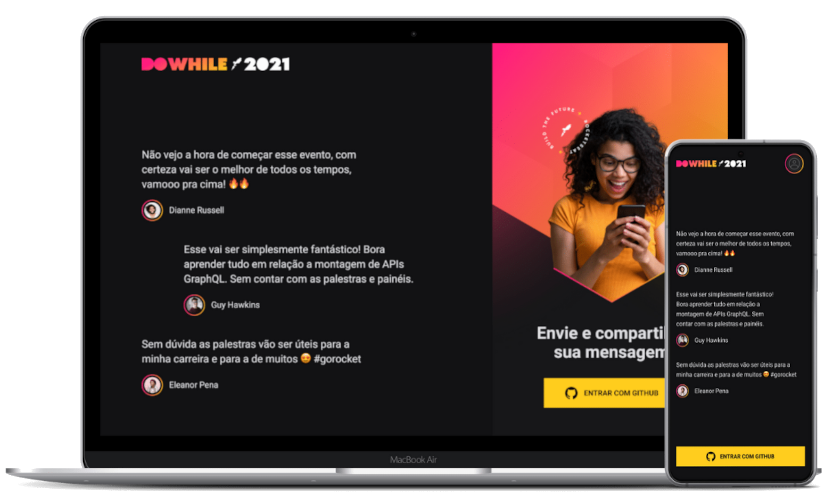 DOWHILE 2021
Não vejo a hora de começar esse evento, com
certeza vai ser o melhor de todos os tempos,
vamooo pra cima! 🔥🔥
Dianne Russell
Esse vai ser simplesmente fantástico! Bora
aprender tudo em relação a montagem de APIs
GraphQL. Sem contar com as palestras e painéis.
Guy Hawkins
Sem dúvida as palestras vão ser úteis para a
minha carreira e para a de muitos 😍 #gorocket
Eleanor Pena
BUILD THE FUTURE • ROCKETSEAT •
Envie e comparti
sua mensagem
ENTRAR COM GITHUB
MacBook Air
DOWHILE 2021
Não vejo a hora de começar esse evento, com
certeza vai ser o melhor de todos os tempos,
vamooo pra cima! 🔥🔥
Dianne Russell
Esse vai ser simplesmente fantástico!
Bora aprender tudo em relação a
montagem de APIs GraphQL. Sem
contar com as palestras e painéis.
Guy Hawkins
Sem dúvida as palestras vão ser úteis para a
minha carreira e para a de muitos 😍 #gorocket
Eleanor Pena
ENTRAR COM GITHUB